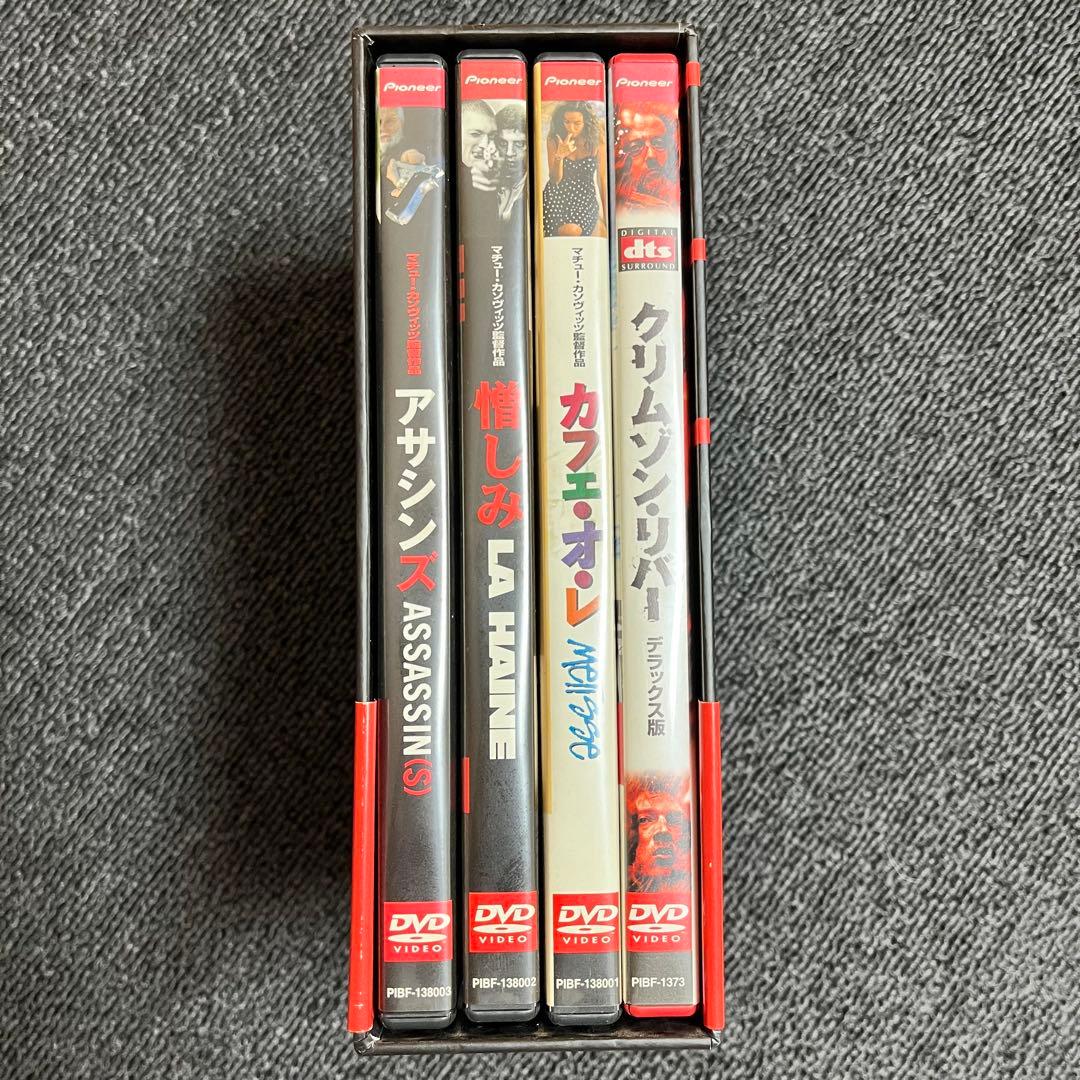 Pioneer
マチュー・カソヴィッツ監督作品
アサシンズ ASSASSIN(S)
DVD
VIDEO
PIBF-138003
Pioneer
マチュー・カソヴィッツ監督作品
憎しみ LA HAINE
DVD
VIDEO
PIBF-138002
Pioneer
マチュー・カソヴィッツ監督作品
カフェ・オ・レ métisse
DVD
VIDEO
PIBF-138001
Pioneer
DIGITAL
dts
SURROUND
クリムゾン・リバー デラックス版
DVD
VIDEO
PIBF-1373